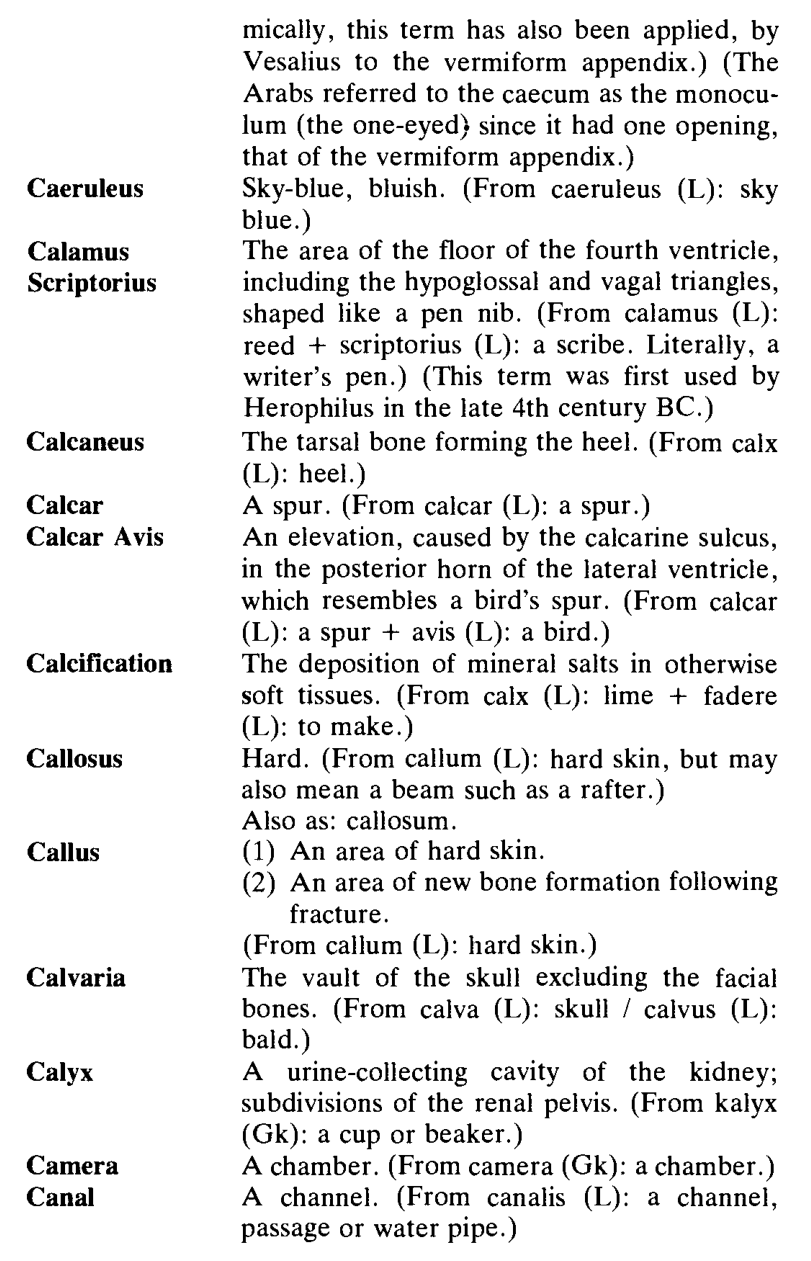 mically, this term has also been applied, by
Vesalius to the vermiform appendix.) (The
Arabs referred to the caecum as the monocu-
lum (the one-eyed) since it had one opening,
that of the vermiform appendix.)
Caeruleus Sky-blue, bluish. (From caeruleus (L): sky
blue.)
Calamus The area of the floor of the fourth ventricle,
Scriptorius including the hypoglossal and vagal triangles,
shaped like a pen nib. (From calamus (L):
reed + scriptorius (L): a scribe. Literally, a
writer's pen.) (This term was first used by
Herophilus in the late 4th century BC.)
Calcaneus The tarsal bone forming the heel. (From calx
(L): heel.)
Calcar A spur. (From calcar (L): a spur.)
Calcar Avis An elevation, caused by the calcarine sulcus,
in the posterior horn of the lateral ventricle,
which resembles a bird's spur. (From calcar
(L): a spur + avis (L): a bird.)
Calcification The deposition of mineral salts in otherwise
soft tissues. (From calx (L): lime + fadere
(L): to make.)
Callosus Hard. (From callum (L): hard skin, but may
also mean a beam such as a rafter.)
Also as: callosum.
Callus (1) An area of hard skin.
(2) An area of new bone formation following
fracture.
(From callum (L): hard skin.)
Calvaria The vault of the skull excluding the facial
bones. (From calva (L): skull / calvus (L):
bald.)
Calyx A urine-collecting cavity of the kidney;
subdivisions of the renal pelvis. (From kalyx
(Gk): a cup or beaker.)
Camera A chamber. (From camera (Gk): a chamber.)
Canal A channel. (From canalis (L): a channel,
passage or water pipe.)